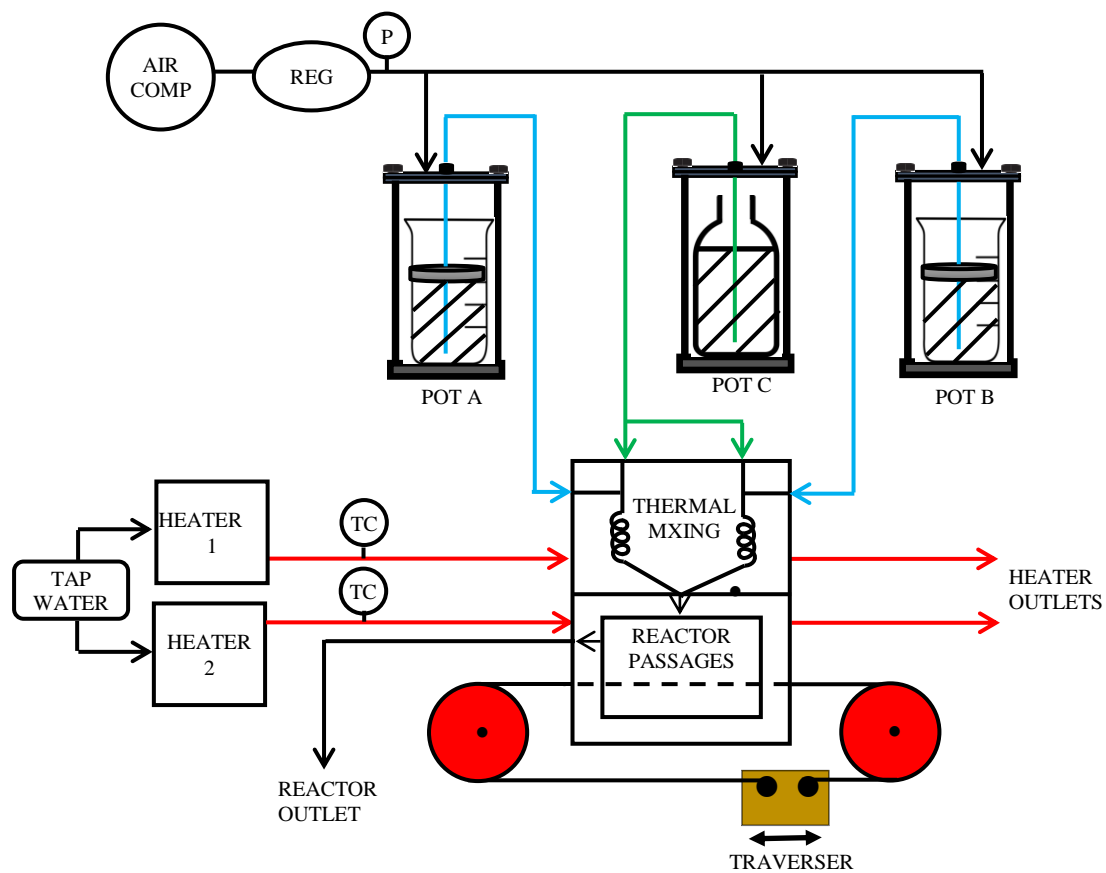 P
AIR
COMP
REG
POT A
POT C
POT B
THERMAL
MXING
HEATER
1
TC
TAP
WATER
TC
HEATER
OUTLETS
HEATER
2
REACTOR
PASSAGES
REACTOR
OUTLET
TRAVERSER